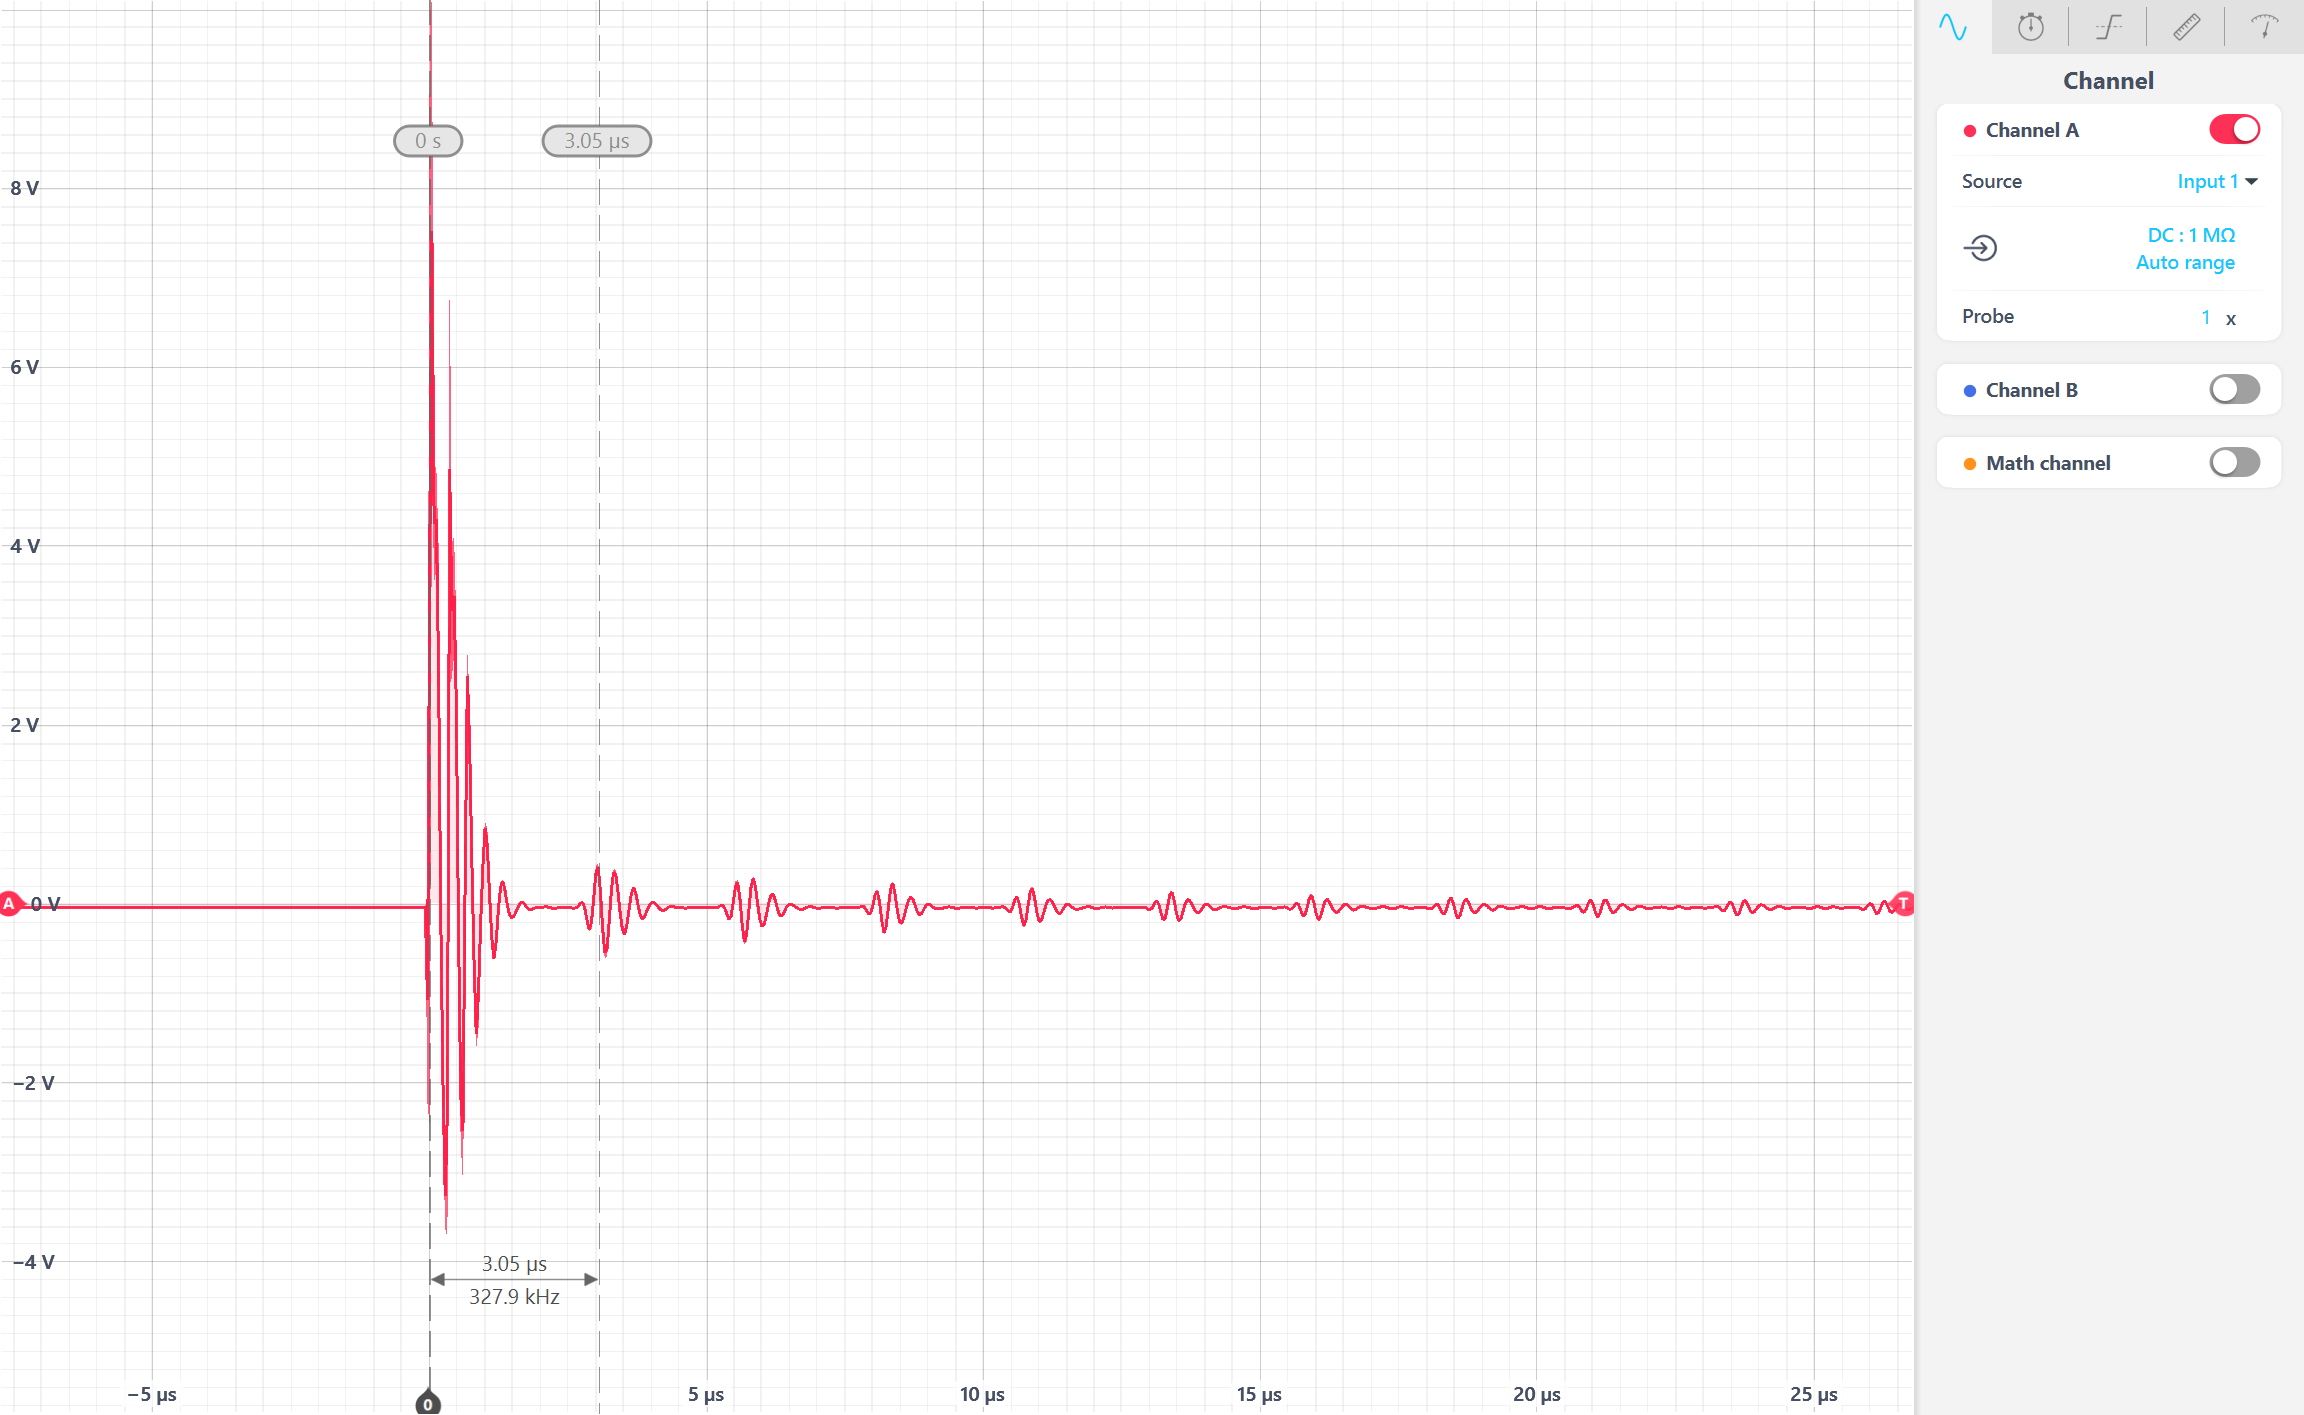 0 s
3.05 µs
8 V
6 V
4 V
2 V
A
0 V
T
−2 V
−4 V
3.05 µs
327.9 kHz
−5 µs
0
5 µs
10 µs
15 µs
20 µs
25 µs
Channel
Channel A
Source
Input 1
DC : 1 MΩ
Auto range
Probe
1 x
Channel B
Math channel